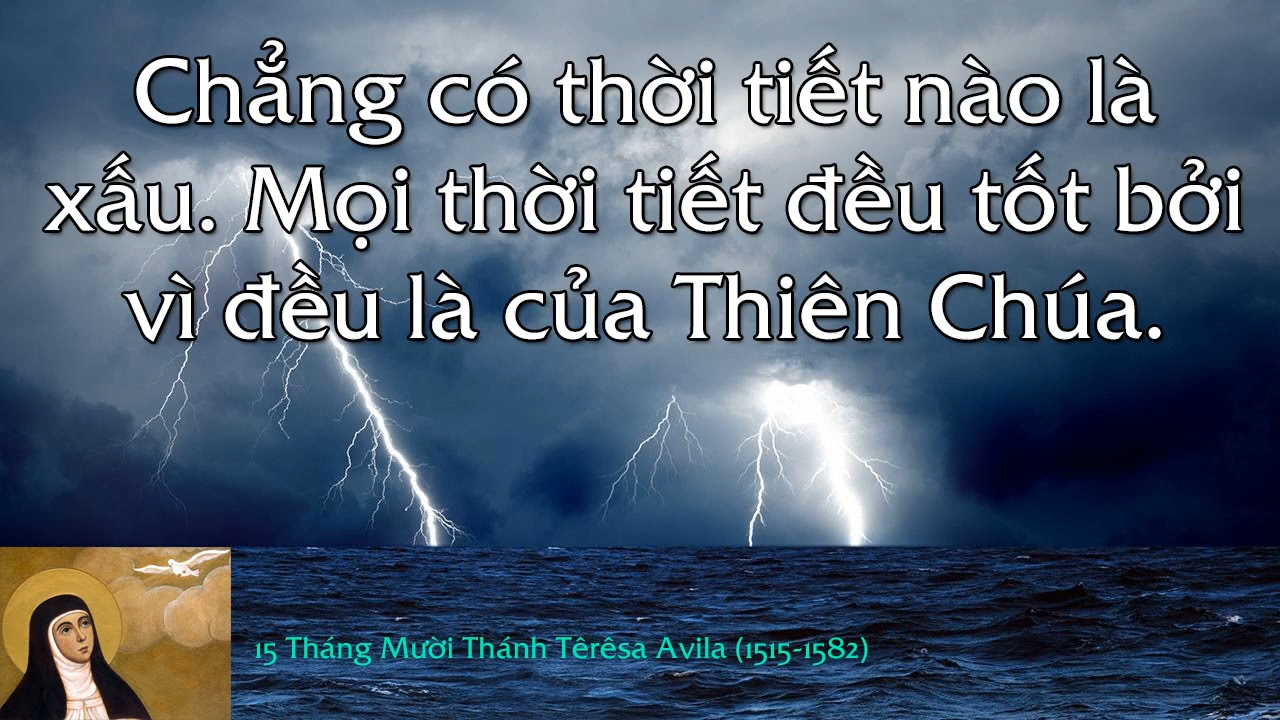 Chẳng có thời tiết nào là
xấu. Mọi thời tiết đều tốt bởi
vì đều là của Thiên Chúa.
15 Tháng Mười Thánh Têrêsa Avila (1515-1582)